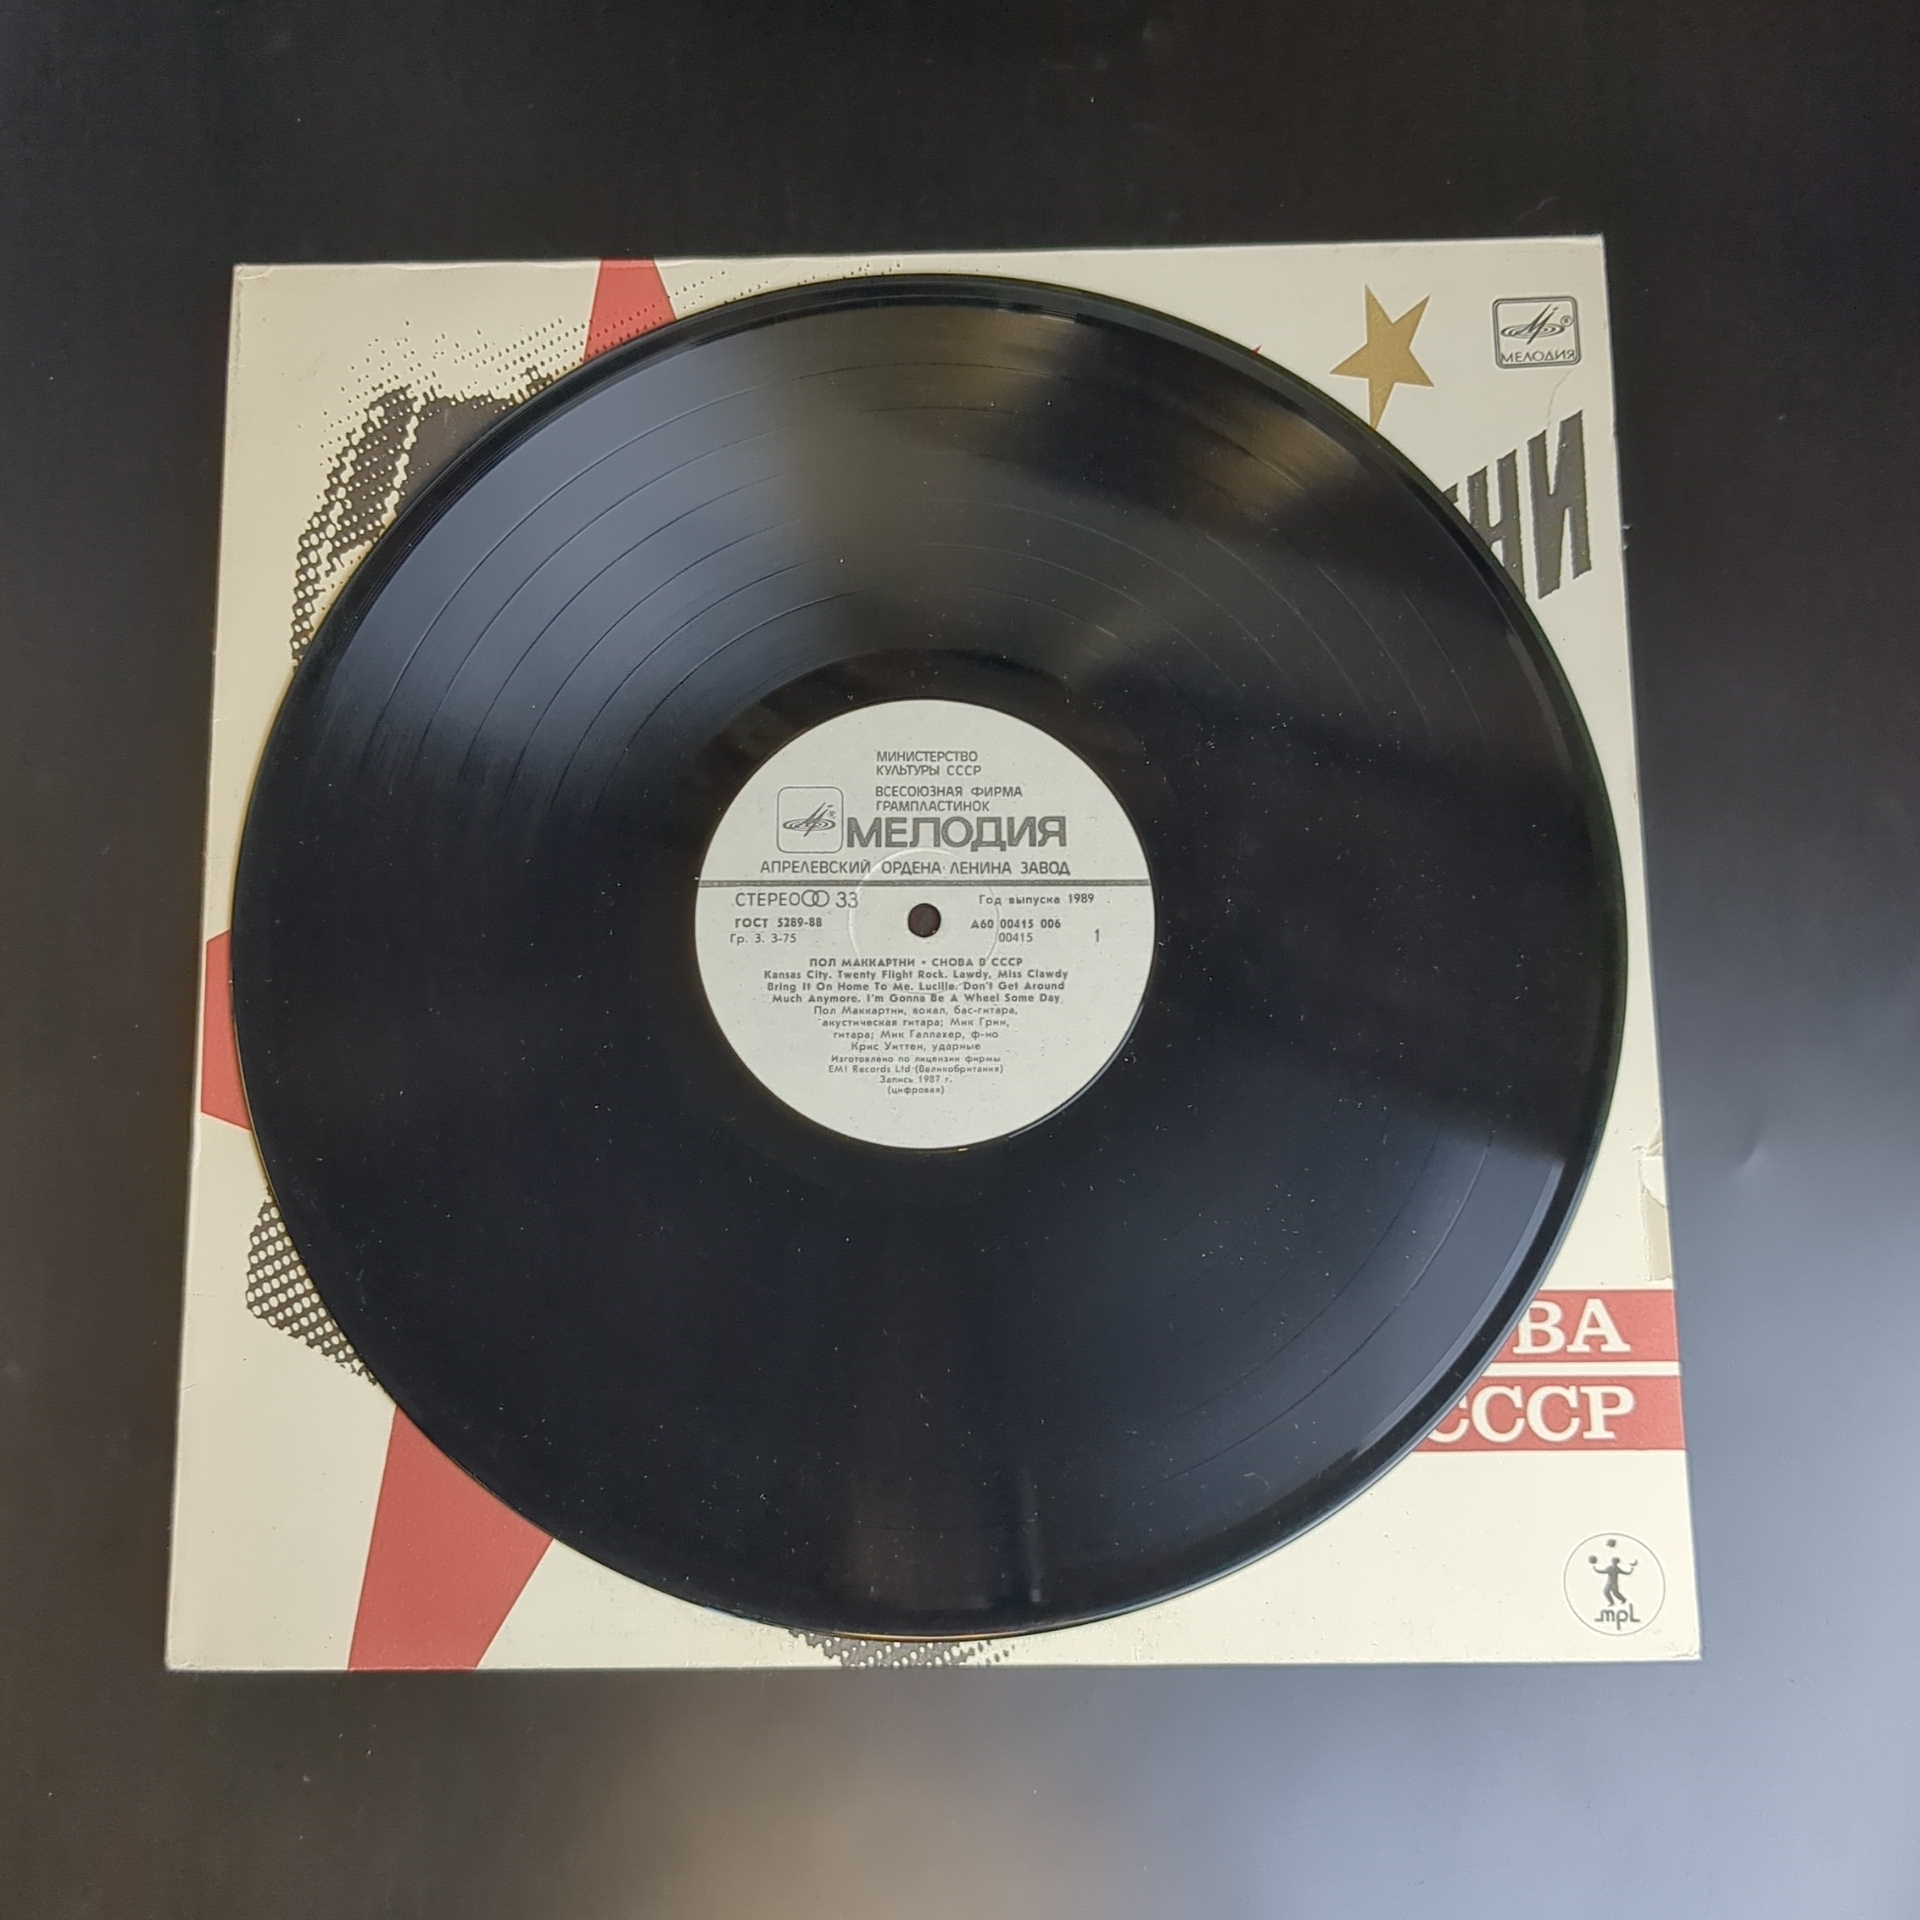 МЕЛОДИЯ
НИ
МИНИСТЕРСТВО
КУЛЬТУРЫ СССР
ВСЕСОЮЗНАЯ ФИРМА
ГРАМПЛАСТИНОК
МЕЛОДИЯ
АПРЕЛЕВСКИЙ ОРДЕНА ЛЕНИНА ЗАВОД
СТЕРЕО 33
Год выпуска 1989
ГОСТ 5289-88
А60 00415 006
Гр. 3. 3-75
00415
1
ПОЛ МАККАРТНИ • СНОВА В СССР
Kansas City. Twenty Flight Rock. Lawdy, Miss Clawdy
Bring It On Home To Me. Lucille. Don't Get Around
Much Anymore. I'm Gonna Be A Wheel Some Day
Пол Маккартни, вокал, бас-гитара,
акустическая гитара; Мик Грин,
гитара; Мик Галлахер, ф-но
Крис Уиттен, ударные
Изготовлено по лицензии фирмы
EMI Records Ltd (Великобритания)
Запись 1987 г.
(цифровая)
ВА
СССР
mpl